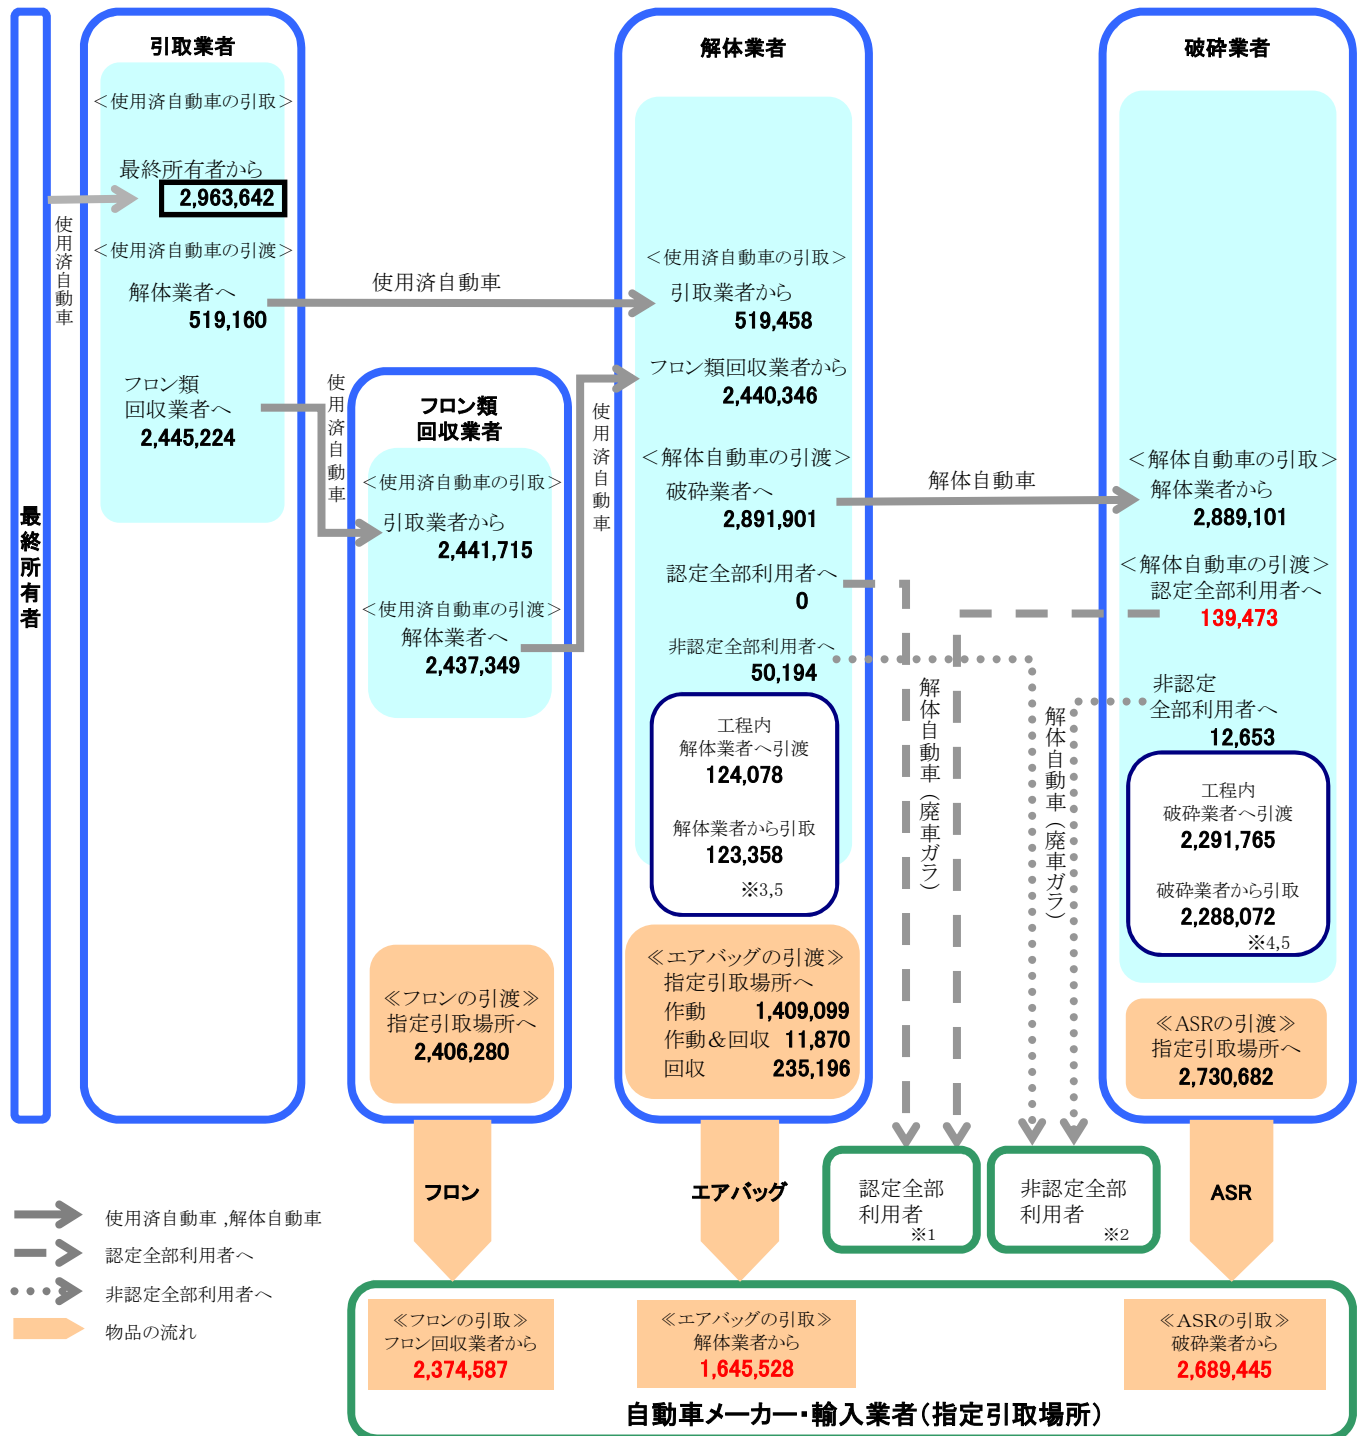 最終所有者
使用済自動車
引取業者
＜使用済自動車の引取＞
最終所有者から
2,963,642
＜使用済自動車の引渡＞
解体業者へ
519,160
フロン類
回収業者へ
2,445,224
使用済自動車
使用済自動車
フロン類
回収業者
＜使用済自動車の引取＞
引取業者から
2,441,715
＜使用済自動車の引渡＞
解体業者へ
2,437,349
≪フロンの引渡≫
指定引取場所へ
2,406,280
使用済自動車
解体業者
＜使用済自動車の引取＞
引取業者から
519,458
フロン類回収業者から
2,440,346
＜解体自動車の引渡＞
破砕業者へ
2,891,901
認定全部利用者へ
0
非認定全部利用者へ
50,194
工程内
解体業者へ引渡
124,078
解体業者から引取
123,358
※3,5
≪エアバッグの引渡≫
指定引取場所へ
作動 1,409,099
作動＆回収 11,870
回収 235,196
解体自動車
解体自動車（廃車ガラ）
解体自動車（廃車ガラ）
破砕業者
＜解体自動車の引取＞
解体業者から
2,889,101
＜解体自動車の引渡＞
認定全部利用者へ
139,473
非認定
全部利用者へ
12,653
工程内
破砕業者へ引渡
2,291,765
破砕業者から引取
2,288,072
※4,5
≪ASRの引渡≫
指定引取場所へ
2,730,682
フロン
エアバッグ
認定全部
利用者
※1
非認定全部
利用者
※2
ASR
使用済自動車 ,解体自動車
認定全部利用者へ
非認定全部利用者へ
物品の流れ
≪フロンの引取≫
フロン回収業者から
2,374,587
≪エアバッグの引取≫
解体業者から
1,645,528
≪ASRの引取≫
破砕業者から
2,689,445
自動車メーカー・輸入業者（指定引取場所）